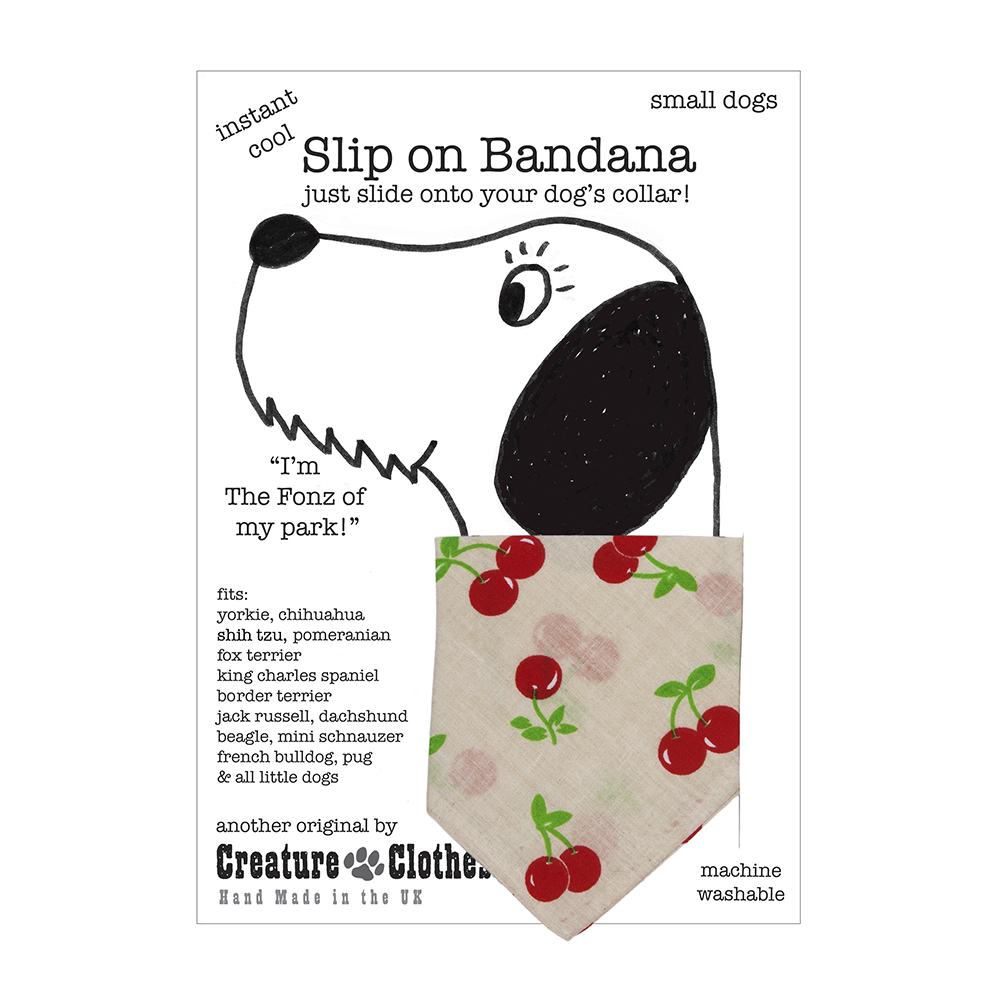 instant
cool
small dogs
Slip on Bandana
just slide onto your dog's collar!
"I'm
The Fonz of
my park!"
fits:
yorkie, chihuahua
shih tzu, pomeranian
fox terrier
king charles spaniel
border terrier
jack russell, dachshund
beagle, mini schnauzer
french bulldog, pug
& all little dogs
another original by
Creature Clothes
Hand Made in the UK
machine
washable